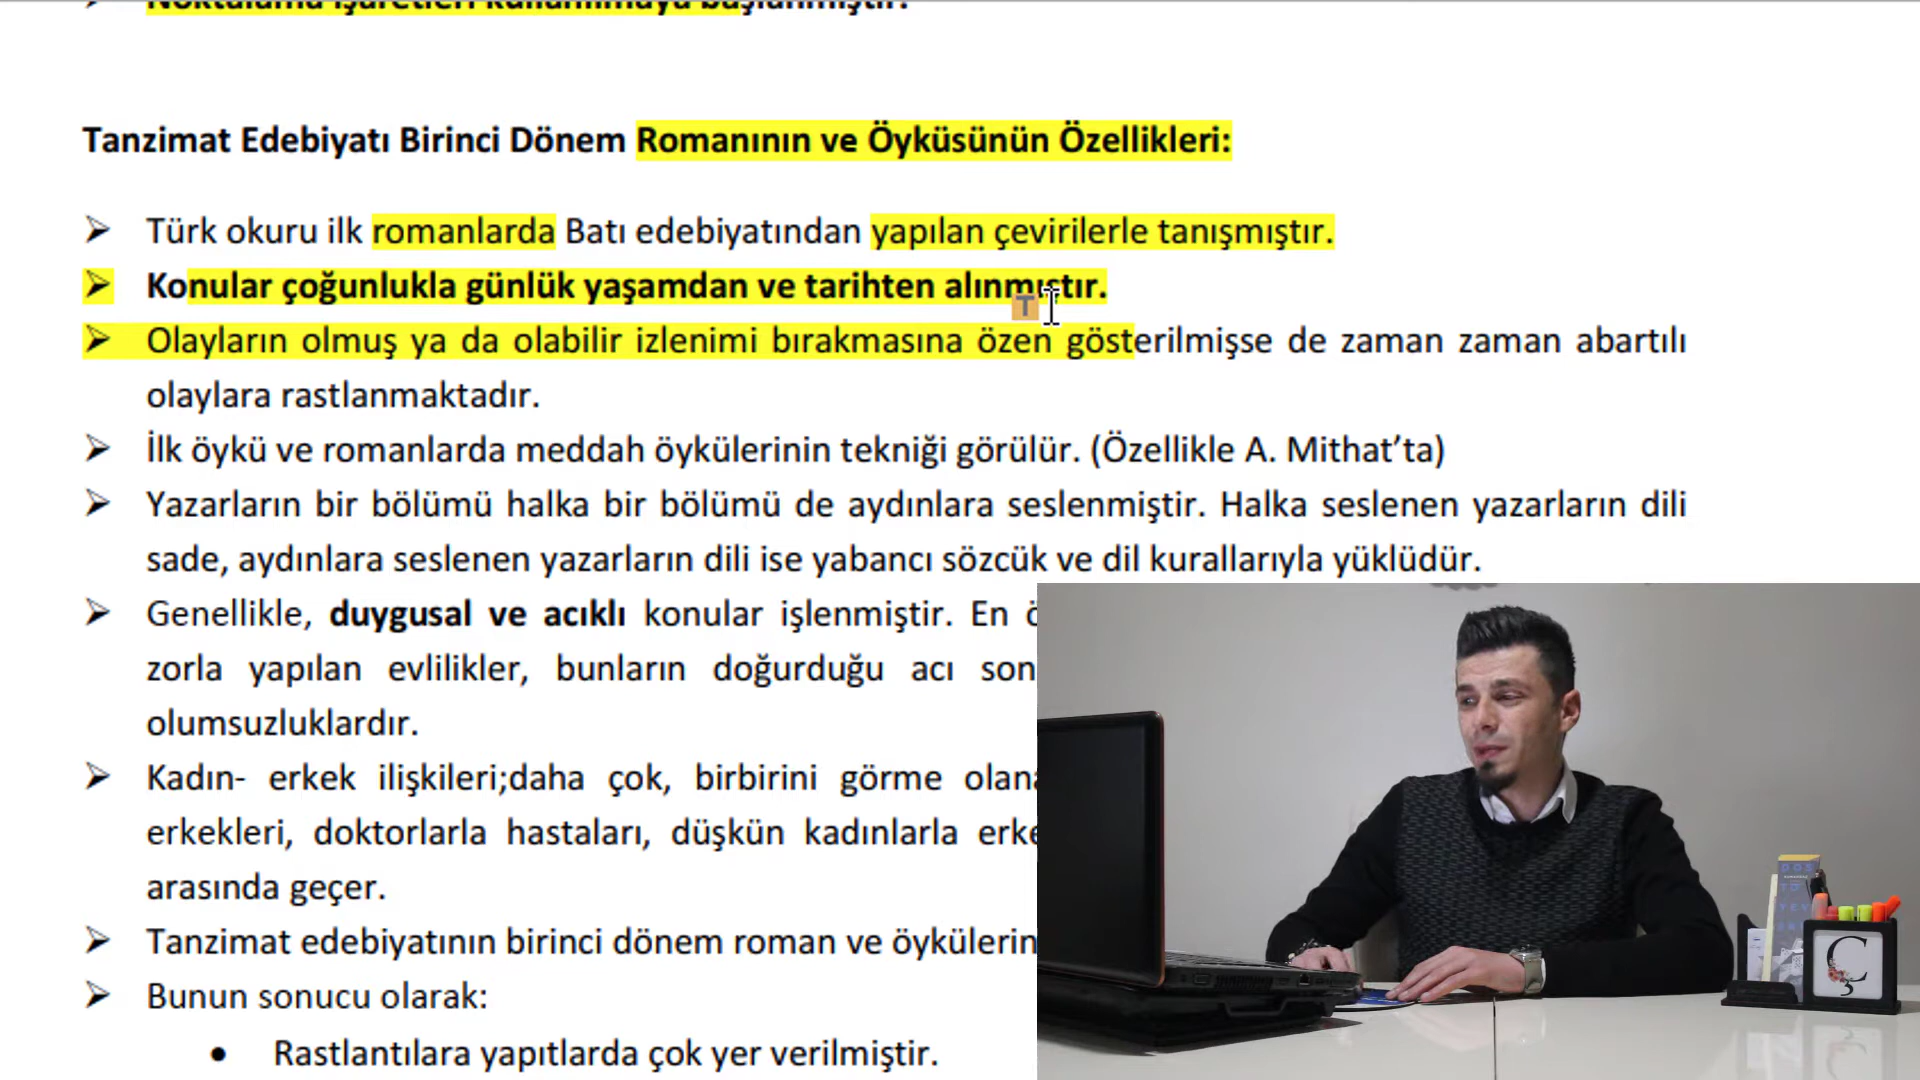 Noktalama işaretleri kullanılmaya başlanmıştır.
Tanzimat Edebiyatı Birinci Dönem Romanının ve Öyküsünün Özellikleri:
Türk okuru ilk romanlarda Batı edebiyatından yapılan çevirilerle tanışmıştır.
Konular çoğunlukla günlük yaşamdan ve tarihten alınmıştır.
T
Olayların olmuş ya da olabilir izlenimi bırakmasına özen gösterilmişse de zaman zaman abartılı
olaylara rastlanmaktadır.
İlk öykü ve romanlarda meddah öykülerinin tekniği görülür. (Özellikle A. Mithat’ta)
Yazarların bir bölümü halka bir bölümü de aydınlara seslenmiştir. Halka seslenen yazarların dili
sade, aydınlara seslenen yazarların dili ise yabancı sözcük ve dil kurallarıyla yüklüdür.
Genellikle, duygusal ve acıklı konular işlenmiştir. En
zorla yapılan evlilikler, bunların doğurduğu acı son
olumsuzluklardır.
Kadın- erkek ilişkileri;daha çok, birbirini görme
erkekleri, doktorlarla hastaları, düşkün kadınlarla
arasında geçer.
Tanzimat edebiyatının birinci dönem roman ve öykülerin
Bunun sonucu olarak:
• Rastlantılara yapıtlarda çok yer verilmiştir.
Ç